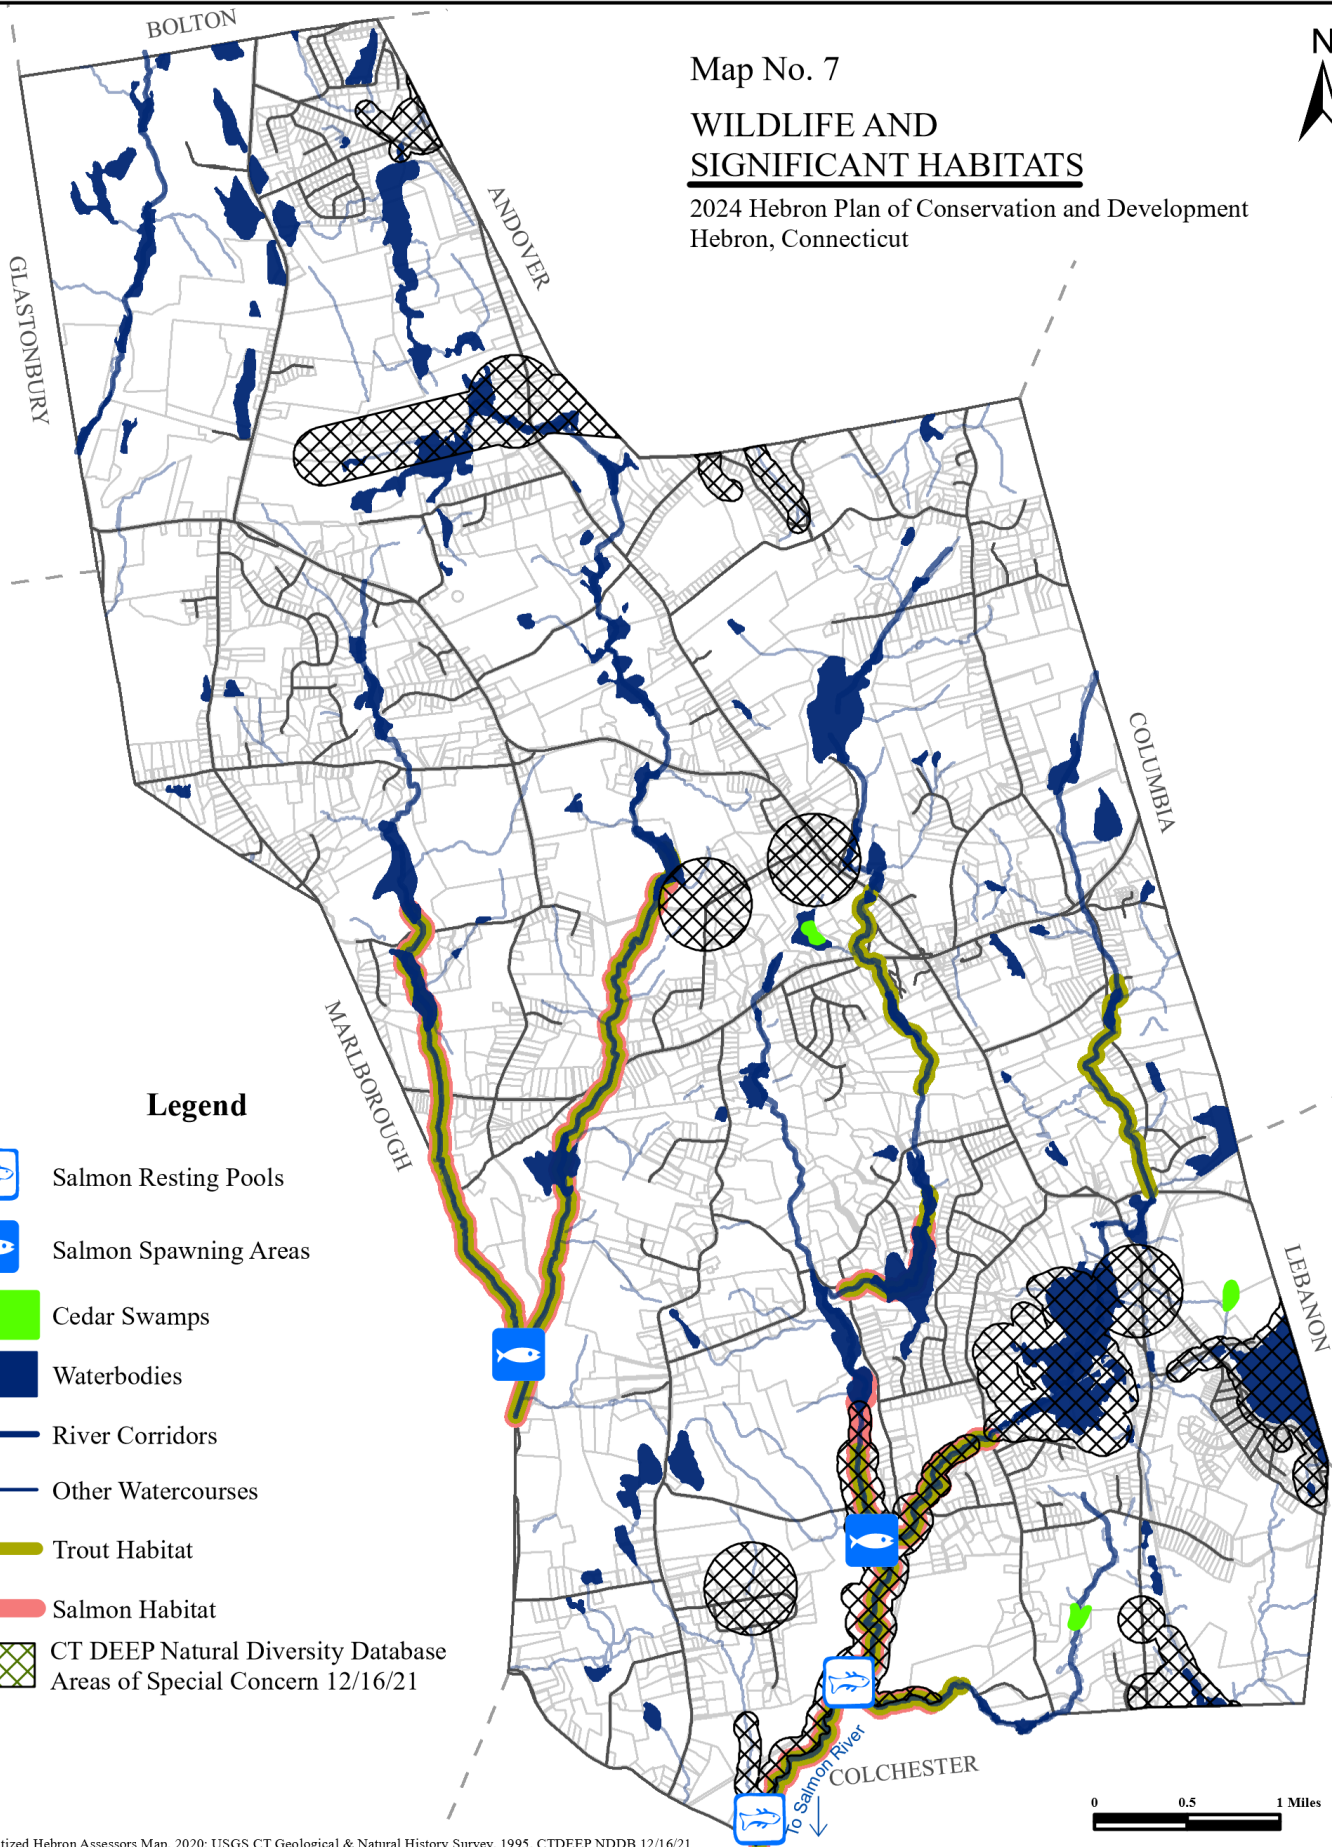 BOLTON
Map No. 7
N
WILDLIFE AND
SIGNIFICANT HABITATS
2024 Hebron Plan of Conservation and Development
Hebron, Connecticut
ANDOVER
GLASTONBURY
COLUMBIA
MARLBOROUGH
LEBANON
Legend
Salmon Resting Pools
Salmon Spawning Areas
Cedar Swamps
Waterbodies
River Corridors
Other Watercourses
Trout Habitat
Salmon Habitat
CT DEEP Natural Diversity Database
Areas of Special Concern 12/16/21
To Salmon River
COLCHESTER
0 0.5 1 Miles
Hebron Assessors Map, 2020; USGS CT Geological & Natural History Survey, 1995, CTDEEP NDDB 12/16/21